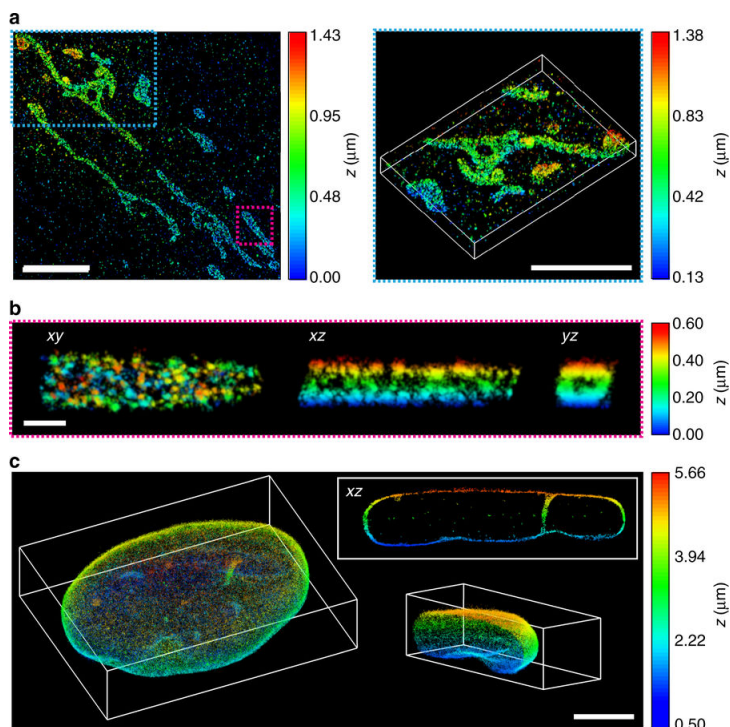 a
1.43
0.95
0.48
0.00
z (μm)
1.38
0.83
0.42
0.13
z (μm)
b
xy
xz
yz
0.60
0.40
0.20
0.00
z (μm)
c
xz
5.66
3.94
2.22
0.50
z (μm)